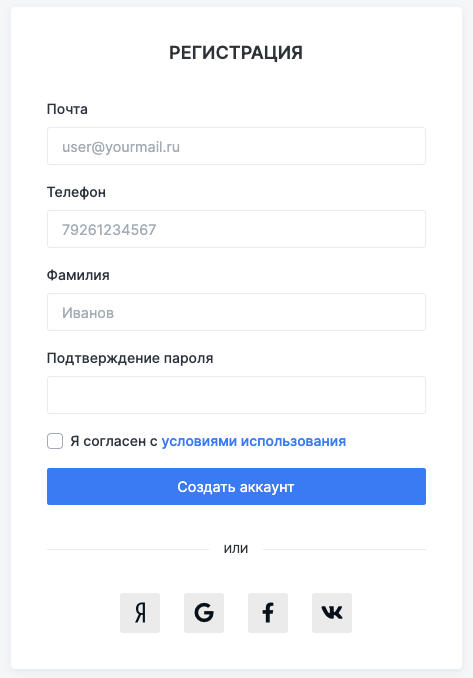 РЕГИСТРАЦИЯ
Почта
user@yourmail.ru
Телефон
79261234567
Фамилия
Иванов
Подтверждение пароля
Я согласен с условиями использования
Создать аккаунт
или
Я G f VK